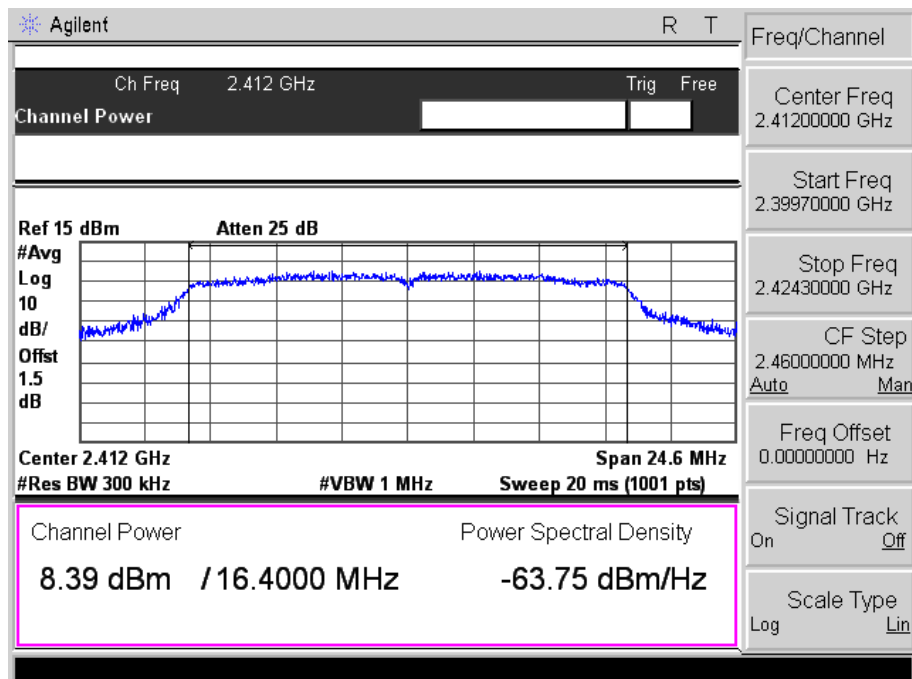 Agilent R T
Ch Freq 2.412 GHz Trig Free
Channel Power
Ref 15 dBm Atten 25 dB
#Avg
Log
10
dB/
Offst
1.5
dB
Center 2.412 GHz Span 24.6 MHz
#Res BW 300 kHz #VBW 1 MHz Sweep 20 ms (1001 pts)
Channel Power Power Spectral Density
8.39 dBm / 16.4000 MHz -63.75 dBm/Hz
Freq/Channel
Center Freq
2.41200000 GHz
Start Freq
2.39970000 GHz
Stop Freq
2.42430000 GHz
CF Step
2.46000000 MHz
Auto Man
Freq Offset
0.00000000 Hz
Signal Track
On Off
Scale Type
Log Lin